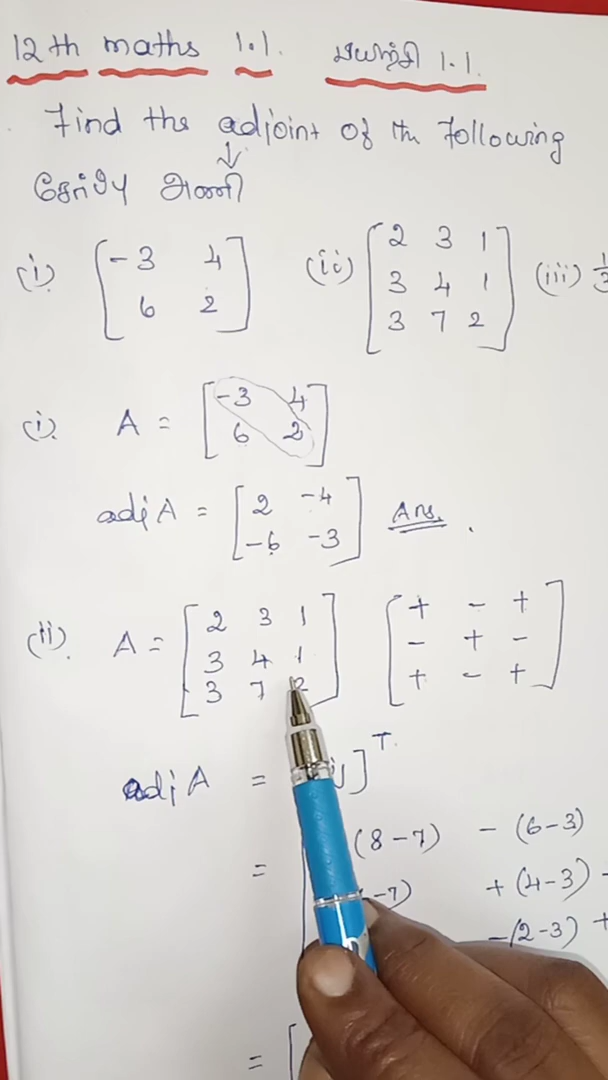 12th maths 1.1. பயிற்சி 1.1.
Find the adjoint of the following
சேர்ப்பு அணி
(i) [-3 4
6 2] (ii) [2 3 1
3 4 1
3 7 2] (iii) 1/3
(i). A = [-3 4
6 2]
adj A = [2 -4
-6 -3] Ans.
(ii). A = [2 3 1
3 4 1
3 7 2] [+ - +
- + -
+ - +]
adj A = ]T.
= (8-7) -(6-3)
-7) +(4-3) -
-(2-3) +
= [